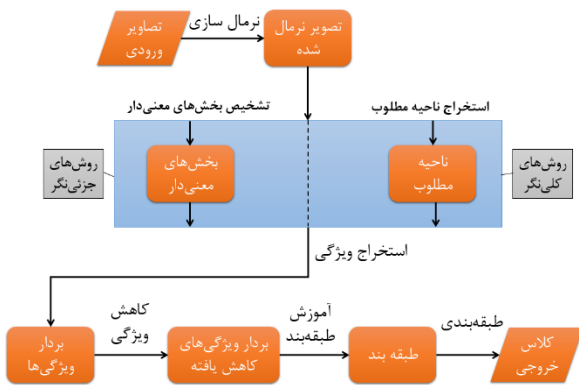 تصاویر
ورودی
نرمال سازی
تصویر نرمال
شده
تشخیص بخش‌های معنی‌دار
استخراج ناحیه مطلوب
روش‌های
جزئی‌نگر
بخش‌های
معنی‌دار
ناحیه
مطلوب
روش‌های
کلی‌نگر
استخراج ویژگی
بردار
ویژگی‌ها
کاهش
ویژگی
بردار ویژگی‌های
کاهش یافته
آموزش
طبقه‌بند
طبقه بند
طبقه‌بندی
کلاس
خروجی